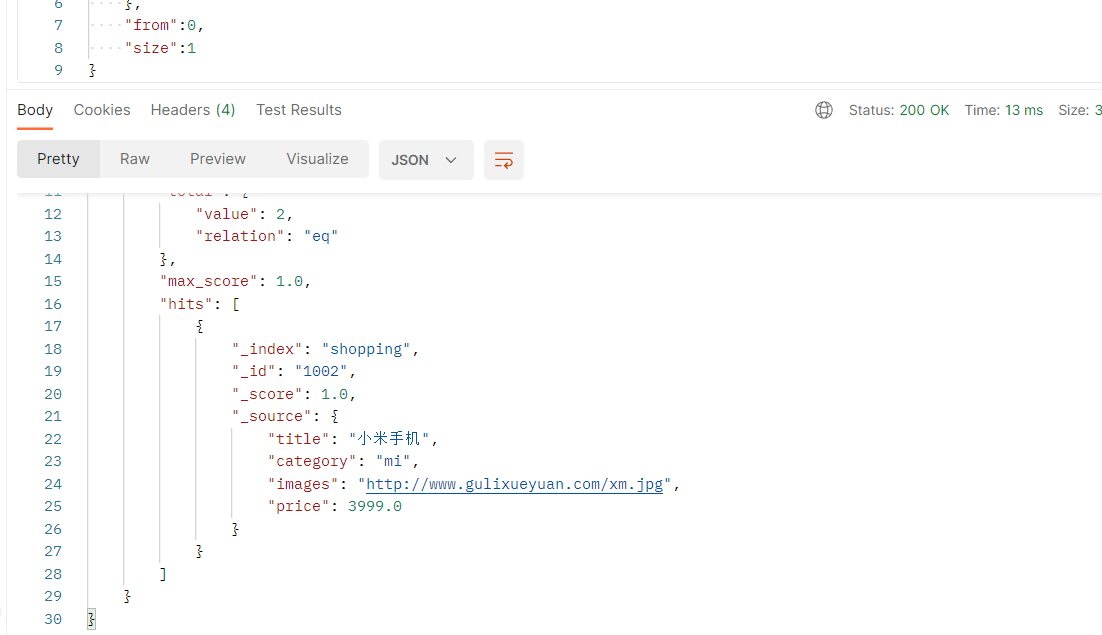 6 },
7 "from":0,
8 "size":1
9 }
Body Cookies Headers (4) Test Results Status: 200 OK Time: 13 ms Size: 3
Pretty Raw Preview Visualize JSON
12 "value": 2,
13 "relation": "eq"
14 },
15 "max_score": 1.0,
16 "hits": [
17 {
18 "_index": "shopping",
19 "_id": "1002",
20 "_score": 1.0,
21 "_source": {
22 "title": "小米手机",
23 "category": "mi",
24 "images": "http://www.gulixueyuan.com/xm.jpg",
25 "price": 3999.0
26 }
27 }
28 ]
29 }
30 }